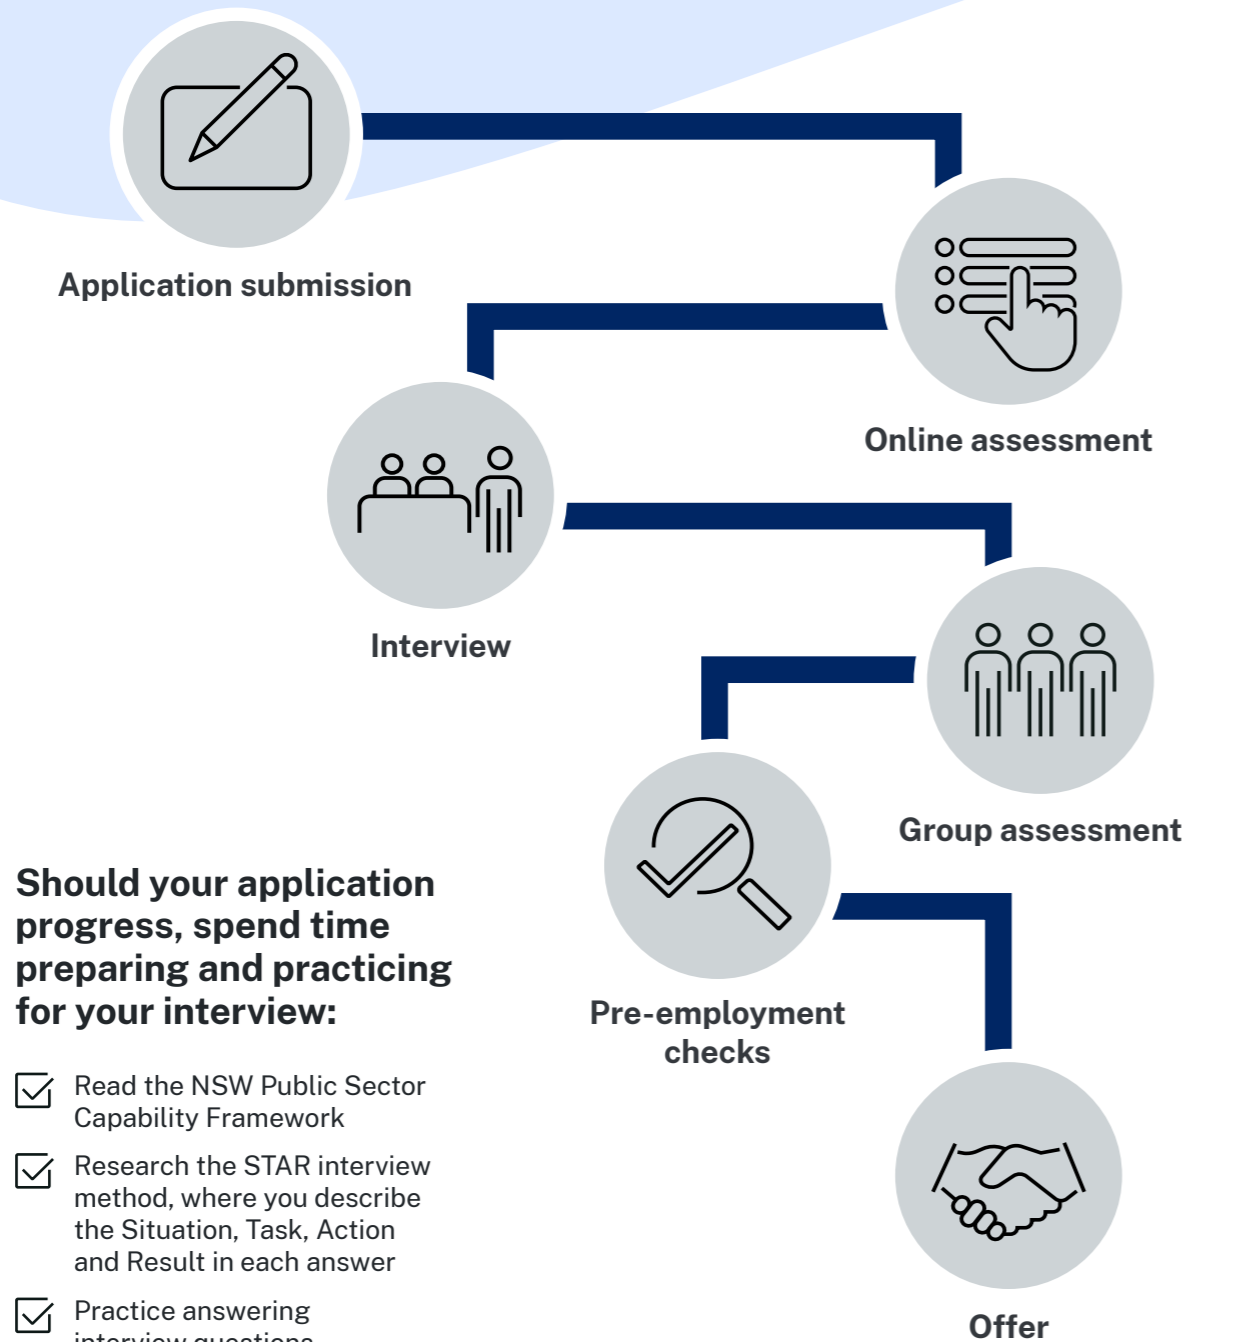 Application submission
Online assessment
Interview
Group assessment
Pre-employment
checks
Offer
Should your application
progress, spend time
preparing and practicing
for your interview:
Read the NSW Public Sector
Capability Framework
Research the STAR interview
method, where you describe
the Situation, Task, Action
and Result in each answer
Practice answering
interview questions